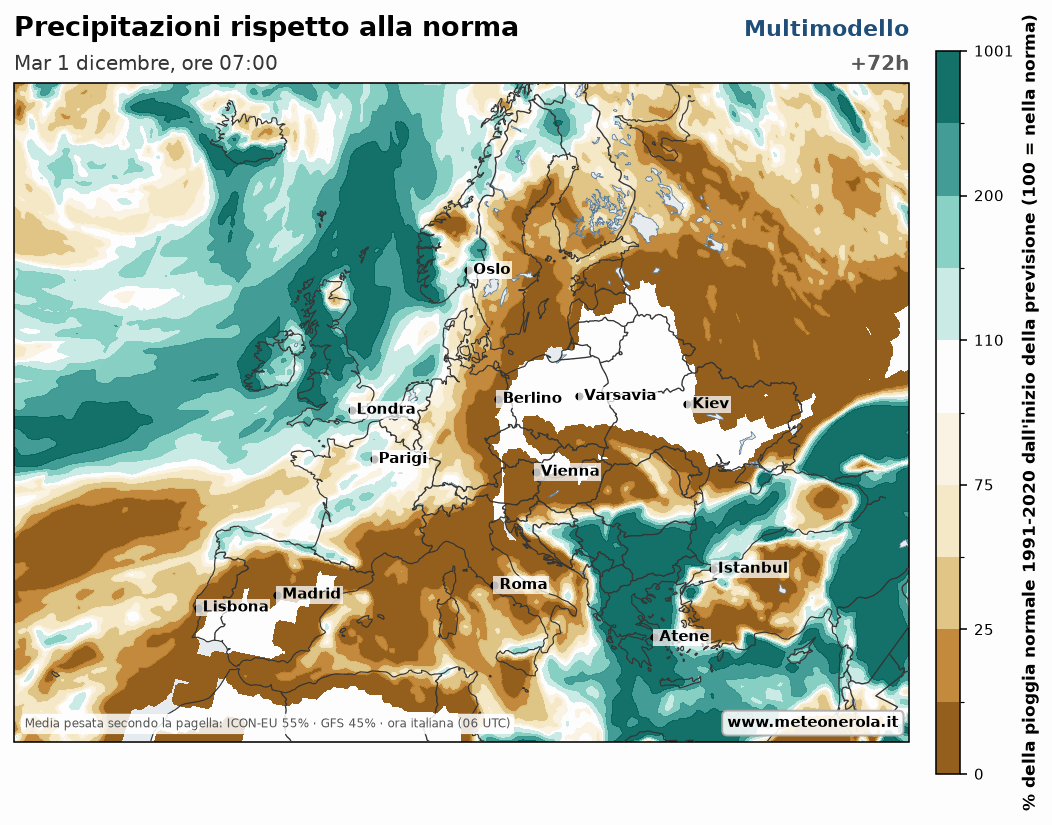 Precipitazioni rispetto alla norma
Multimodello
Mar 1 dicembre, ore 07:00
+72h
Oslo
Londra
Berlino
Varsavia
Kiev
Parigi
Vienna
Istanbul
Roma
Madrid
Lisbona
Atene
Media pesata secondo la pagella: ICON-EU 55% · GFS 45% · ora italiana (06 UTC)
www.meteonerola.it
1001
200
110
75
25
0
% della pioggia normale 1991-2020 dall'inizio della previsione (100 = nella norma)